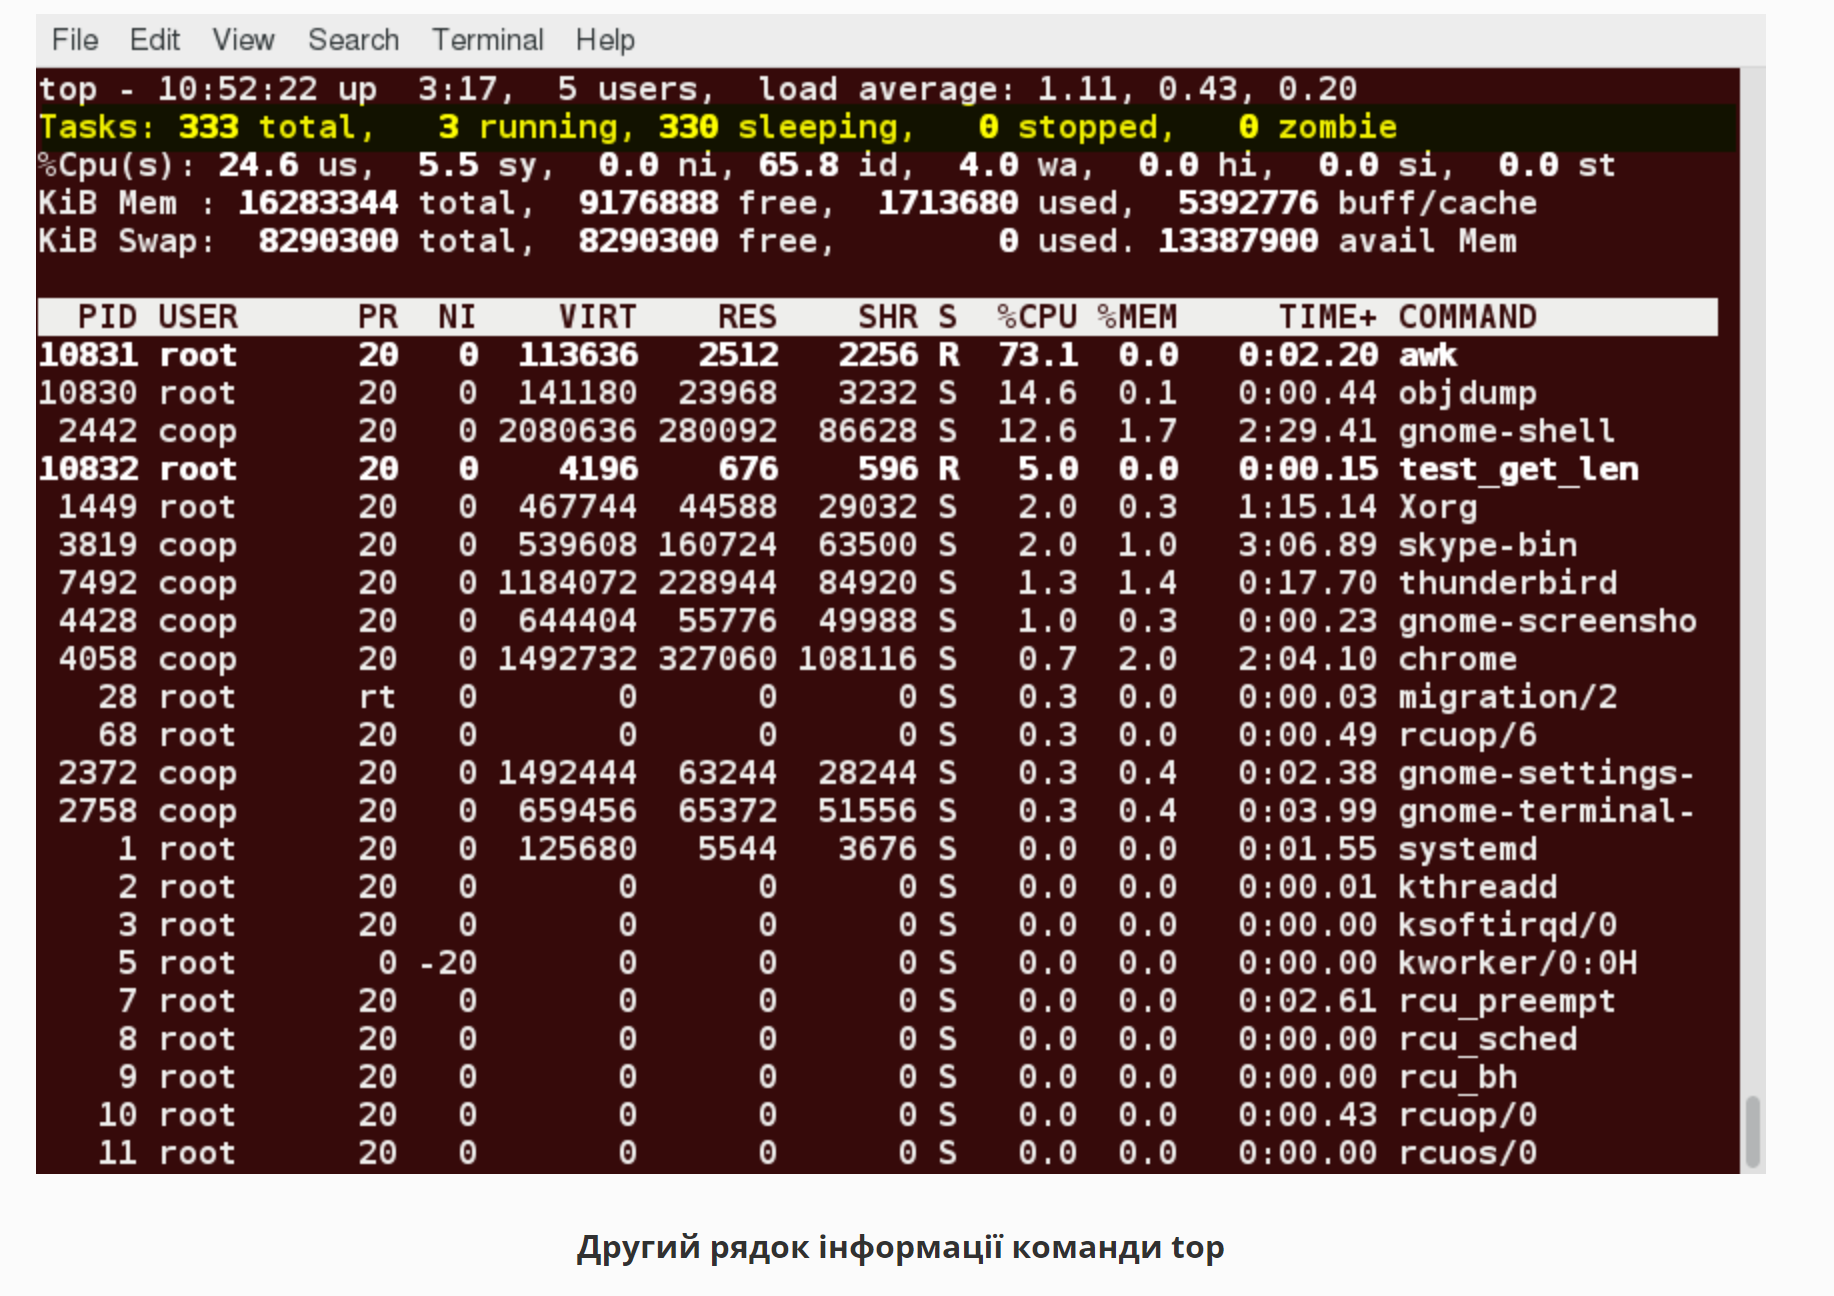 File Edit View Search Terminal Help
top - 10:52:22 up  3:17,  5 users,  load average: 1.11, 0.43, 0.20
Tasks: 333 total,   3 running, 330 sleeping,   0 stopped,   0 zombie
%Cpu(s): 24.6 us,  5.5 sy,  0.0 ni, 65.8 id,  4.0 wa,  0.0 hi,  0.0 si,  0.0 st
KiB Mem : 16283344 total,  9176888 free,  1713680 used,  5392776 buff/cache
KiB Swap:  8290300 total,  8290300 free,        0 used. 13387900 avail Mem
  PID USER      PR  NI    VIRT    RES    SHR S  %CPU %MEM     TIME+ COMMAND
10831 root      20   0  113636   2512   2256 R  73.1  0.0   0:02.20 awk
10830 root      20   0  141180  23968   3232 S  14.6  0.1   0:00.44 objdump
 2442 coop      20   0 2080636 280092  86628 S  12.6  1.7   2:29.41 gnome-shell
10832 root      20   0    4196    676    596 R   5.0  0.0   0:00.15 test_get_len
 1449 root      20   0  467744  44588  29032 S   2.0  0.3   1:15.14 Xorg
 3819 coop      20   0  539608 160724  63500 S   2.0  1.0   3:06.89 skype-bin
 7492 coop      20   0 1184072 228944  84920 S   1.3  1.4   0:17.70 thunderbird
 4428 coop      20   0  644404  55776  49988 S   1.0  0.3   0:00.23 gnome-screensho
 4058 coop      20   0 1492732 327060 108116 S   0.7  2.0   2:04.10 chrome
   28 root      rt   0       0      0      0 S   0.3  0.0   0:00.03 migration/2
   68 root      20   0       0      0      0 S   0.3  0.0   0:00.49 rcuop/6
 2372 coop      20   0 1492444  63244  28244 S   0.3  0.4   0:02.38 gnome-settings-
 2758 coop      20   0  659456  65372  51556 S   0.3  0.4   0:03.99 gnome-terminal-
    1 root      20   0  125680   5544   3676 S   0.0  0.0   0:01.55 systemd
    2 root      20   0       0      0      0 S   0.0  0.0   0:00.01 kthreadd
    3 root      20   0       0      0      0 S   0.0  0.0   0:00.00 ksoftirqd/0
    5 root       0 -20       0      0      0 S   0.0  0.0   0:00.00 kworker/0:0H
    7 root      20   0       0      0      0 S   0.0  0.0   0:02.61 rcu_preempt
    8 root      20   0       0      0      0 S   0.0  0.0   0:00.00 rcu_sched
    9 root      20   0       0      0      0 S   0.0  0.0   0:00.00 rcu_bh
   10 root      20   0       0      0      0 S   0.0  0.0   0:00.43 rcuop/0
   11 root      20   0       0      0      0 S   0.0  0.0   0:00.00 rcuos/0
Другий рядок інформації команди top